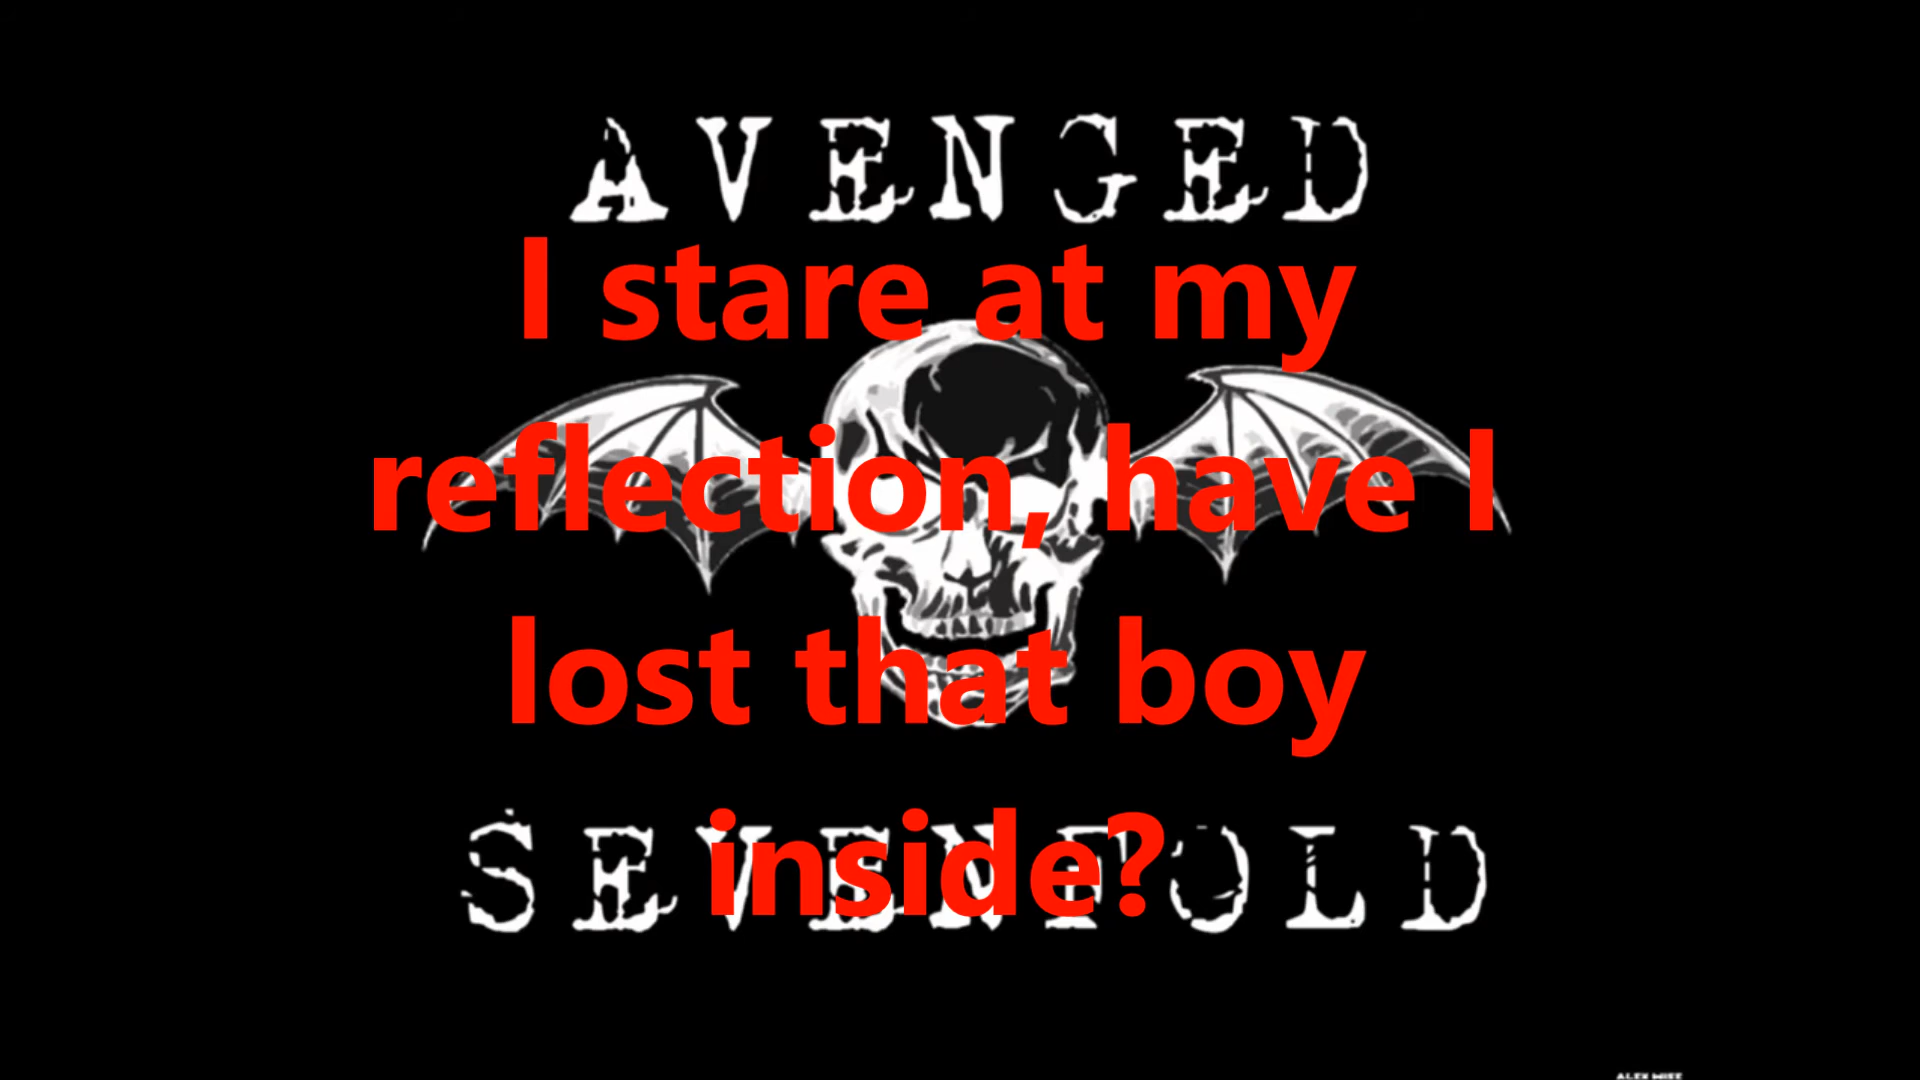 AVENGED
I stare at my
reflection, have I
lost that boy
inside?
SEVENFOLD